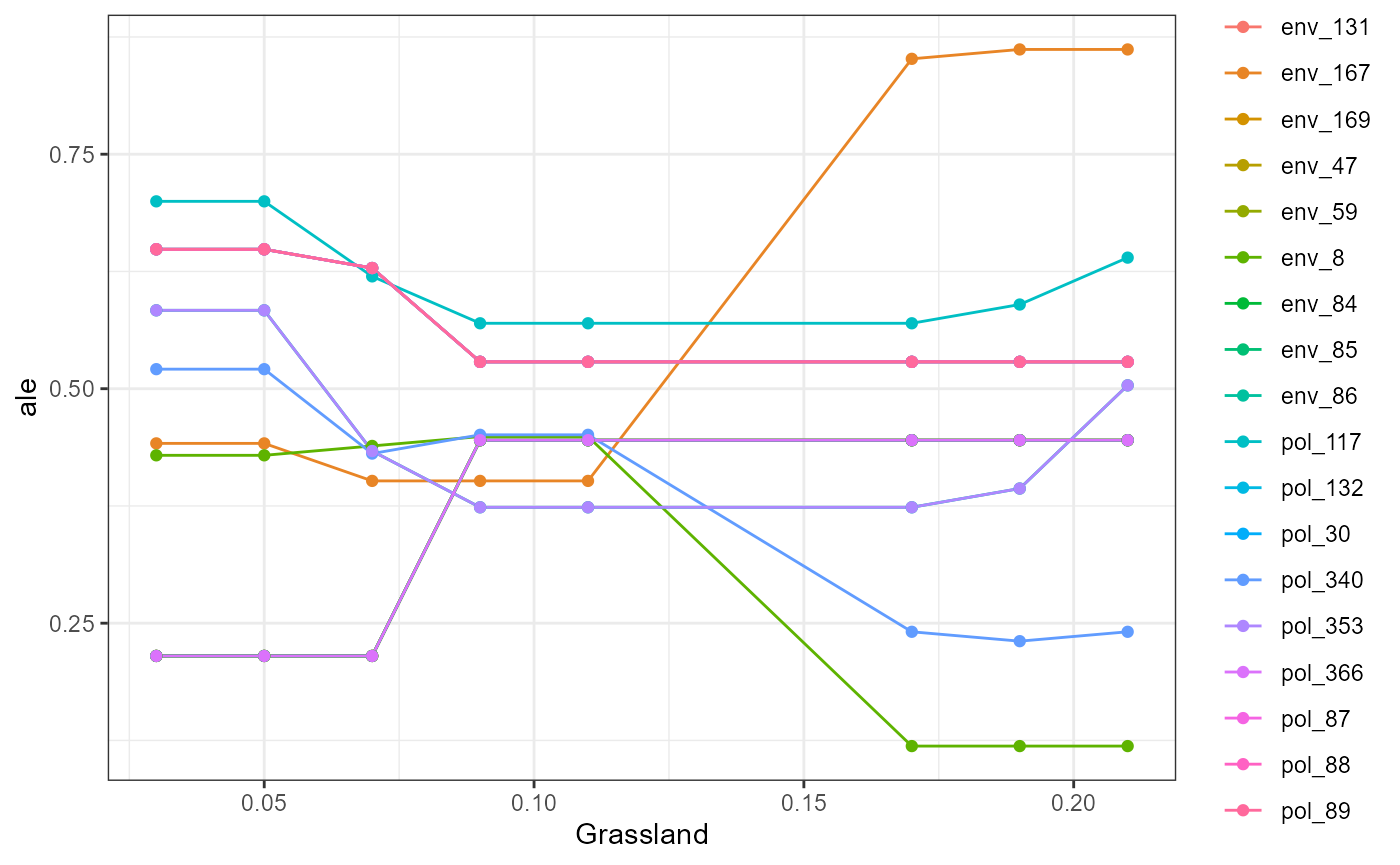 ale
0.75
0.50
0.25
0.05
0.10
0.15
0.20
Grassland
env_131
env_167
env_169
env_47
env_59
env_8
env_84
env_85
env_86
pol_117
pol_132
pol_30
pol_340
pol_353
pol_366
pol_87
pol_88
pol_89